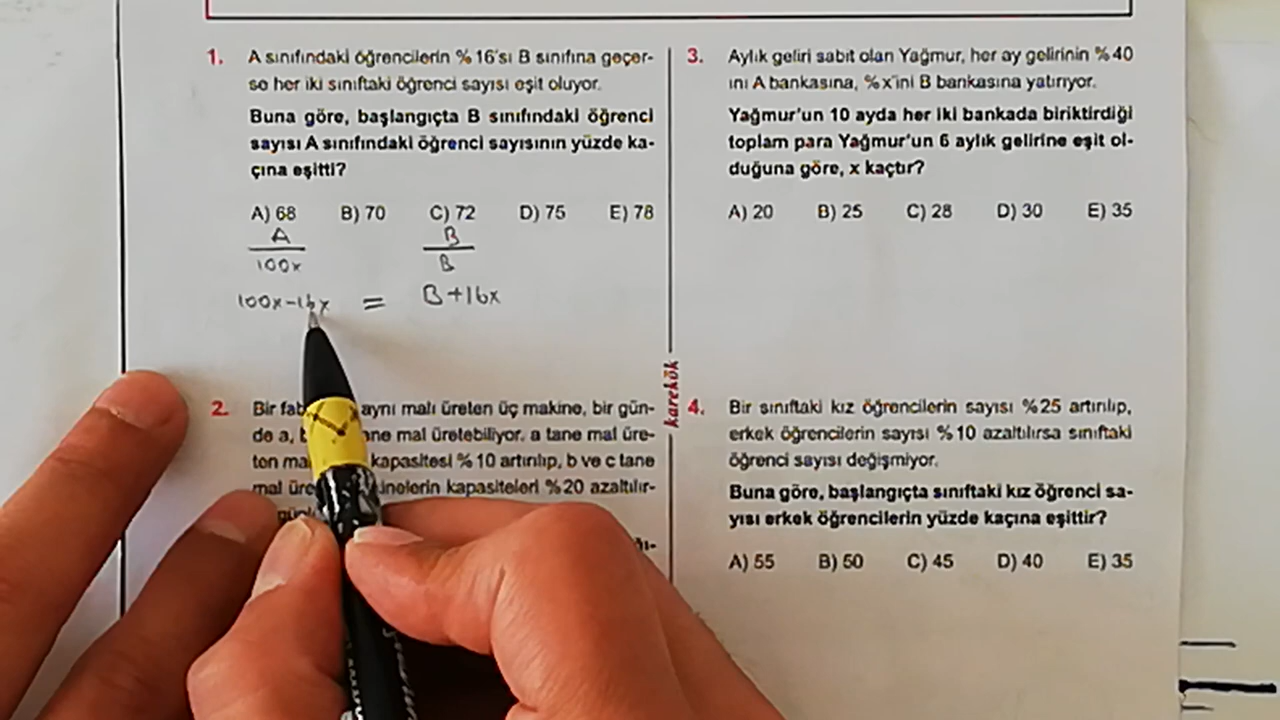 1. A sınıfındaki öğrencilerin %16'sı B sınıfına geçer-
se her iki sınıftaki öğrenci sayısı eşit oluyor.
Buna göre, başlangıçta B sınıfındaki öğrenci
sayısı A sınıfındaki öğrenci sayısının yüzde ka-
çına eşitti?
A) 68 B) 70 C) 72 D) 75 E) 78
A B
100x B
100x-16x = B+16x
2. Bir aynı malı üreten üç makine, bir gün-
de a, mal üretebiliyor. a tane mal üre-
ten kapasitesi %10 artırılıp, b ve c tane
mal kapasiteleri %20 azaltılır-
karekök
3. Aylık geliri sabit olan Yağmur, her ay gelirinin %40
ını A bankasına, %x'ini B bankasına yatırıyor.
Yağmur'un 10 ayda her iki bankada biriktirdiği
toplam para Yağmur'un 6 aylık gelirine eşit ol-
duğuna göre, x kaçtır?
A) 20 B) 25 C) 28 D) 30 E) 35
4. Bir sınıftaki kız öğrencilerin sayısı %25 artırılıp,
erkek öğrencilerin sayısı %10 azaltılırsa sınıftaki
öğrenci sayısı değişmiyor.
Buna göre, başlangıçta sınıftaki kız öğrenci sa-
yısı erkek öğrencilerin yüzde kaçına eşittir?
A) 55 B) 50 C) 45 D) 40 E) 35